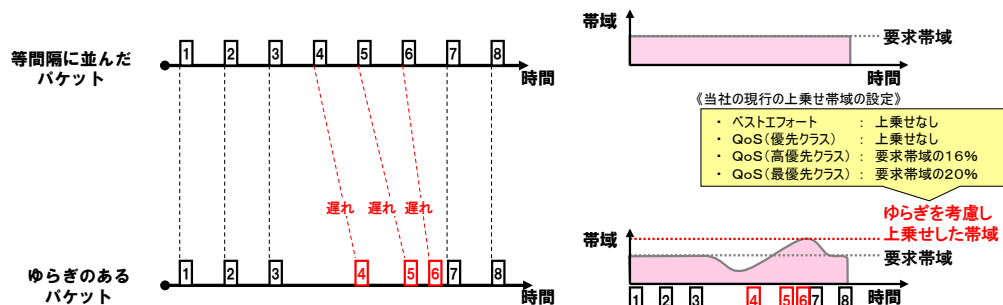 等間隔に並んだ
パケット
1 2 3 4 5 6 7 8
時間
遅れ 遅れ 遅れ
ゆらぎのある
パケット
1 2 3 4 5 6 7 8
時間
帯域
要求帯域
時間
《当社の現行の上乗せ帯域の設定》
・ ベストエフォート : 上乗せなし
・ QoS(優先クラス) : 上乗せなし
・ QoS(高優先クラス) : 要求帯域の16%
・ QoS(最優先クラス) : 要求帯域の20%
ゆらぎを考慮し
上乗せした帯域
帯域
要求帯域
時間
1 2 3 4 5 6 7 8